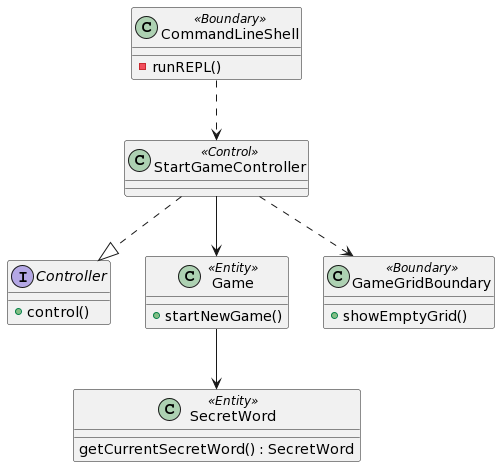 C
«Boundary»
CommandLineShell
runREPL()
C
«Control»
StartGameController
I
Controller
control()
C
«Entity»
Game
startNewGame()
C
«Boundary»
GameGridBoundary
showEmptyGrid()
C
«Entity»
SecretWord
getCurrentSecretWord() : SecretWord